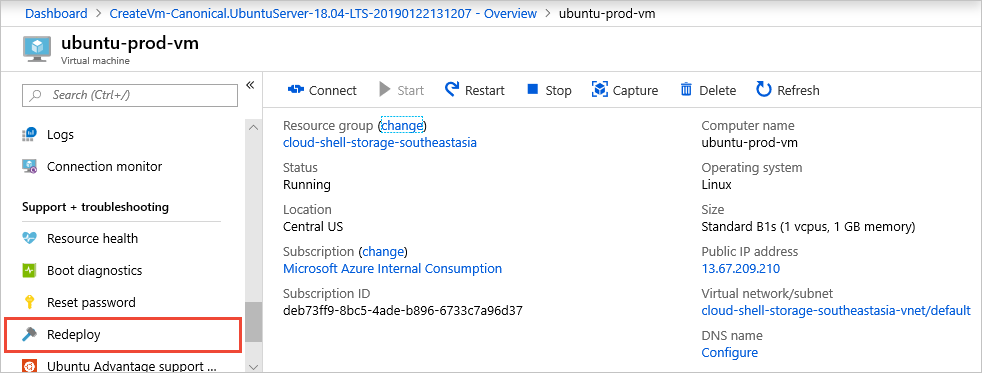 Dashboard > CreateVm-Canonical.UbuntuServer-18.04-LTS-20190122131207 - Overview > ubuntu-prod-vm
ubuntu-prod-vm
Virtual machine
Search (Ctrl+/)
«
Logs
Connection monitor
Support + troubleshooting
Resource health
Boot diagnostics
Reset password
Redeploy
Ubuntu Advantage support ...
Connect Start Restart Stop Capture Delete Refresh
Resource group (change)
cloud-shell-storage-southeastasia
Status
Running
Location
Central US
Subscription (change)
Microsoft Azure Internal Consumption
Subscription ID
deb73ff9-8bc5-4ade-b896-6733c7a96d37
Computer name
ubuntu-prod-vm
Operating system
Linux
Size
Standard B1s (1 vcpus, 1 GB memory)
Public IP address
13.67.209.210
Virtual network/subnet
cloud-shell-storage-southeastasia-vnet/default
DNS name
Configure